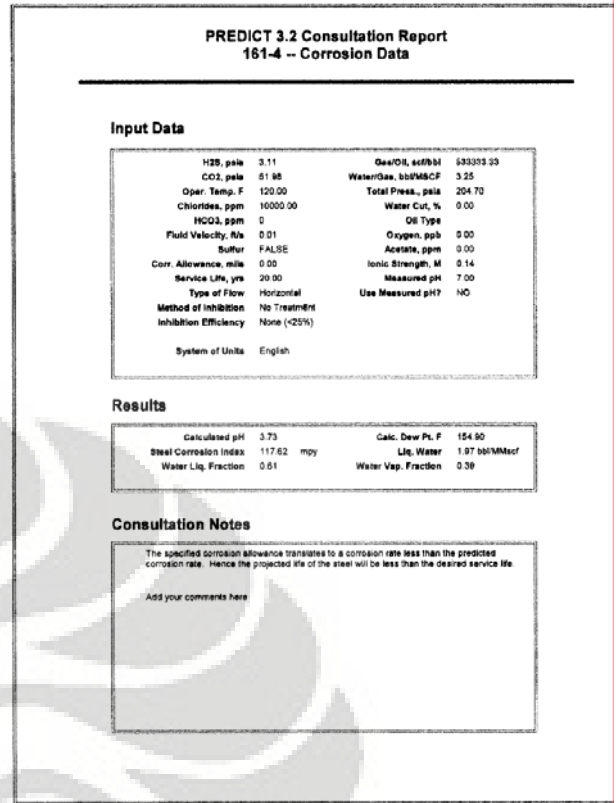 PREDICT 3.2 Consultation Report
161-4 -- Corrosion Data
Input Data
H2S, psia 3.11 Gas/Oil, scf/bbl 533333.33
CO2, psia 61.98 Water/Gas, bbl/MSCF 3.25
Oper. Temp. F 120.00 Total Press., psia 204.70
Chlorides, ppm 10000.00 Water Cut, % 0.00
HCO3, ppm 0 Oil Type
Fluid Velocity, ft/s 0.01 Oxygen, ppb 0.00
Sulfur FALSE Acetate, ppm 0.00
Corr. Allowance, mils 0.00 Ionic Strength, M 0.14
Service Life, yrs 20.00 Measured pH 7.00
Type of Flow Horizontal Use Measured pH? NO
Method of Inhibition No Treatment
Inhibition Efficiency None (<25%)
System of Units English
Results
Calculated pH 3.73 Calc. Dew Pt. F 154.90
Steel Corrosion Index 117.62 mpy Liq. Water 1.97 bbl/MMscf
Water Liq. Fraction 0.61 Water Vap. Fraction 0.39
Consultation Notes
The specified corrosion allowance translates to a corrosion rate less than the predicted
corrosion rate. Hence the projected life of the steel will be less than the desired service life.
Add your comments here